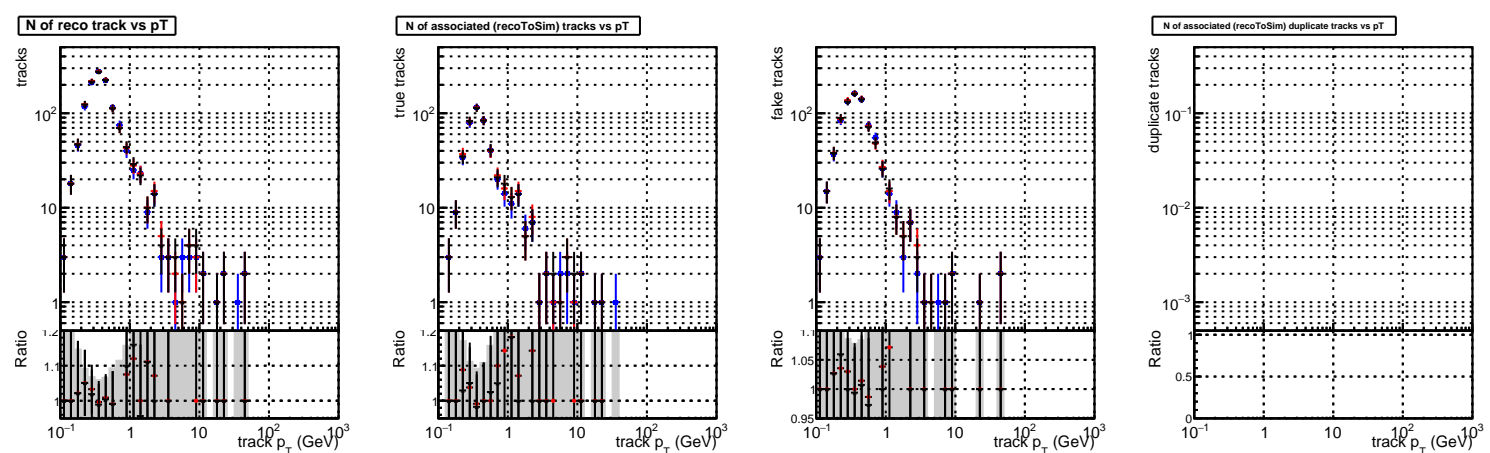 N of reco track vs pT
tracks
10²
10
1
Ratio
1.2
1.1
1
10⁻¹ 1 10 10² 10³
track p_T (GeV)
N of associated (recoToSim) tracks vs pT
true tracks
10²
10
1
Ratio
1.2
1.1
1
10⁻¹ 1 10 10² 10³
track p_T (GeV)
fake tracks
10²
10
1
Ratio
1.1
1.05
1
0.95
10⁻¹ 1 10 10² 10³
track p_T (GeV)
N of associated (recoToSim) duplicate tracks vs pT
duplicate tracks
10⁻¹
10⁻²
10⁻³
Ratio
1
0.5
0
10⁻¹ 1 10 10² 10³
track p_T (GeV)